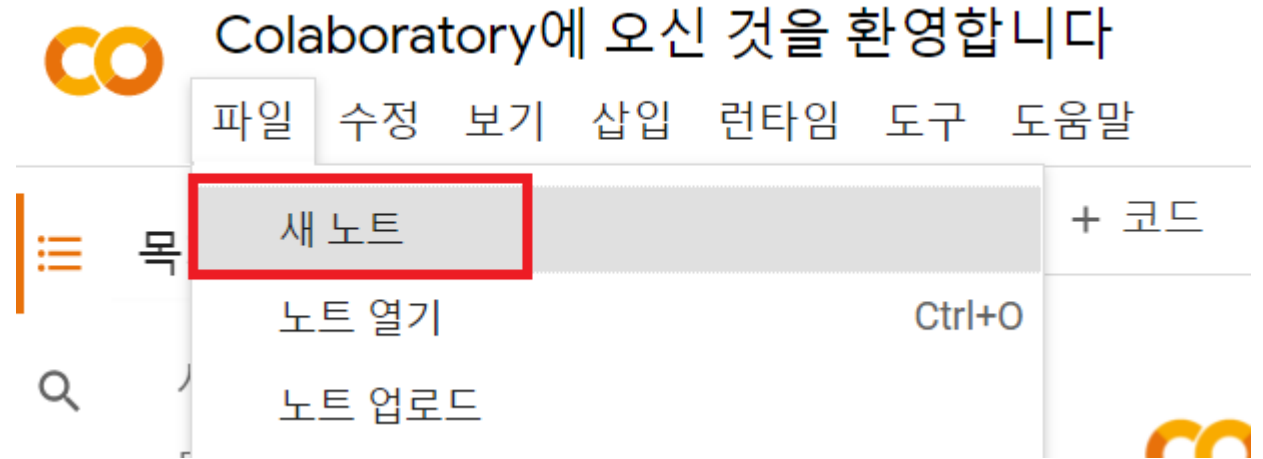 Colaboratory에 오신 것을 환영합니다
파일 수정 보기 삽입 런타임 도구 도움말
새 노트
+ 코드
목
노트 열기 Ctrl+O
노트 업로드